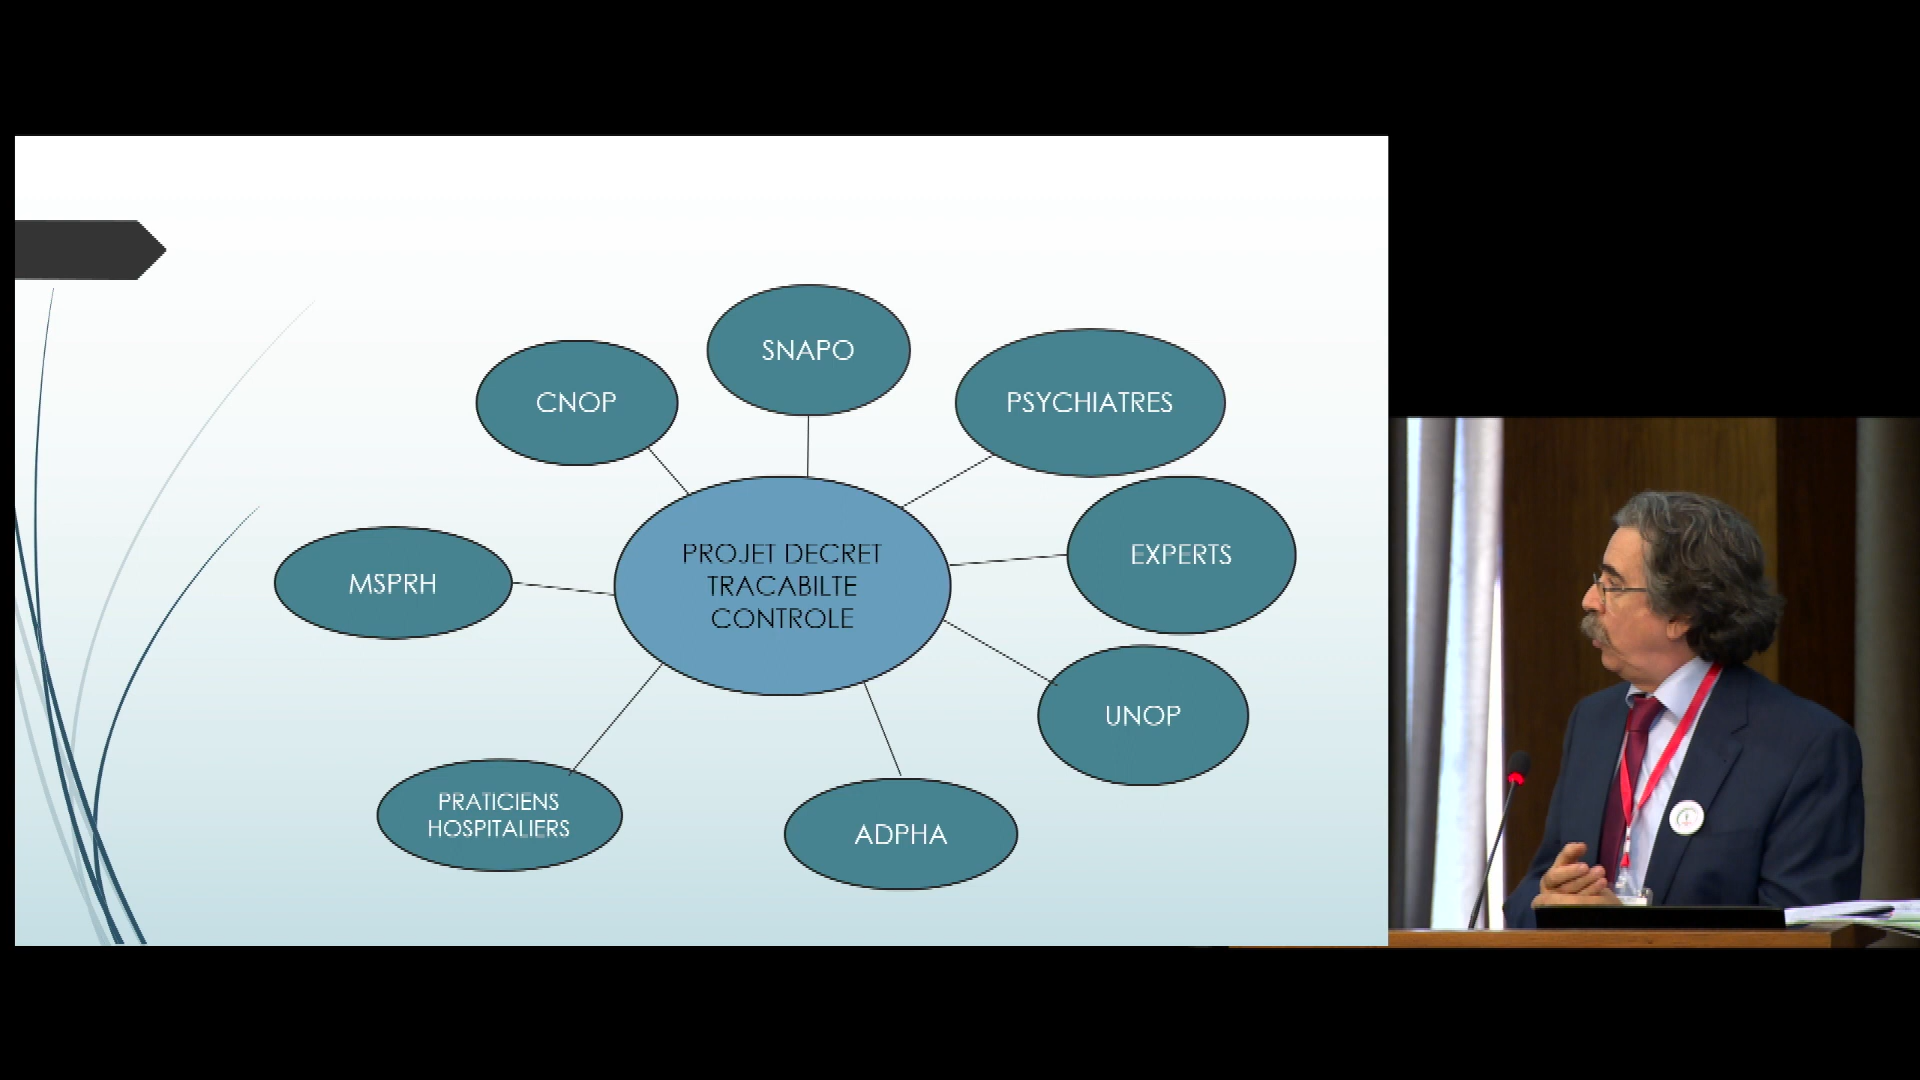 SNAPO
CNOP
PSYCHIATRES
PROJET DECRET
TRACABILTE
CONTROLE
EXPERTS
MSPRH
UNOP
PRATICIENS
HOSPITALIERS
ADPHA